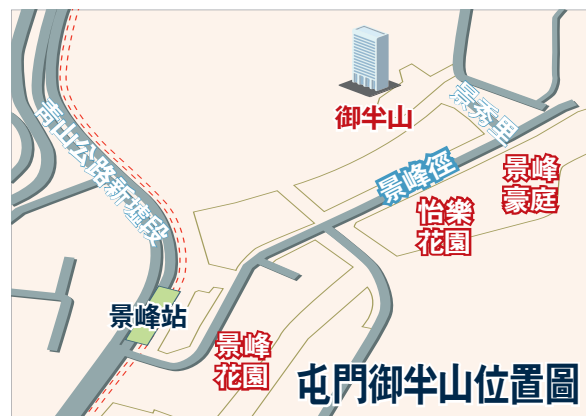 御半山
景秀里
青山公路新墟段
景峰徑
景峰
豪庭
怡樂
花園
景峰站
景峰
花園
屯門御半山位置圖